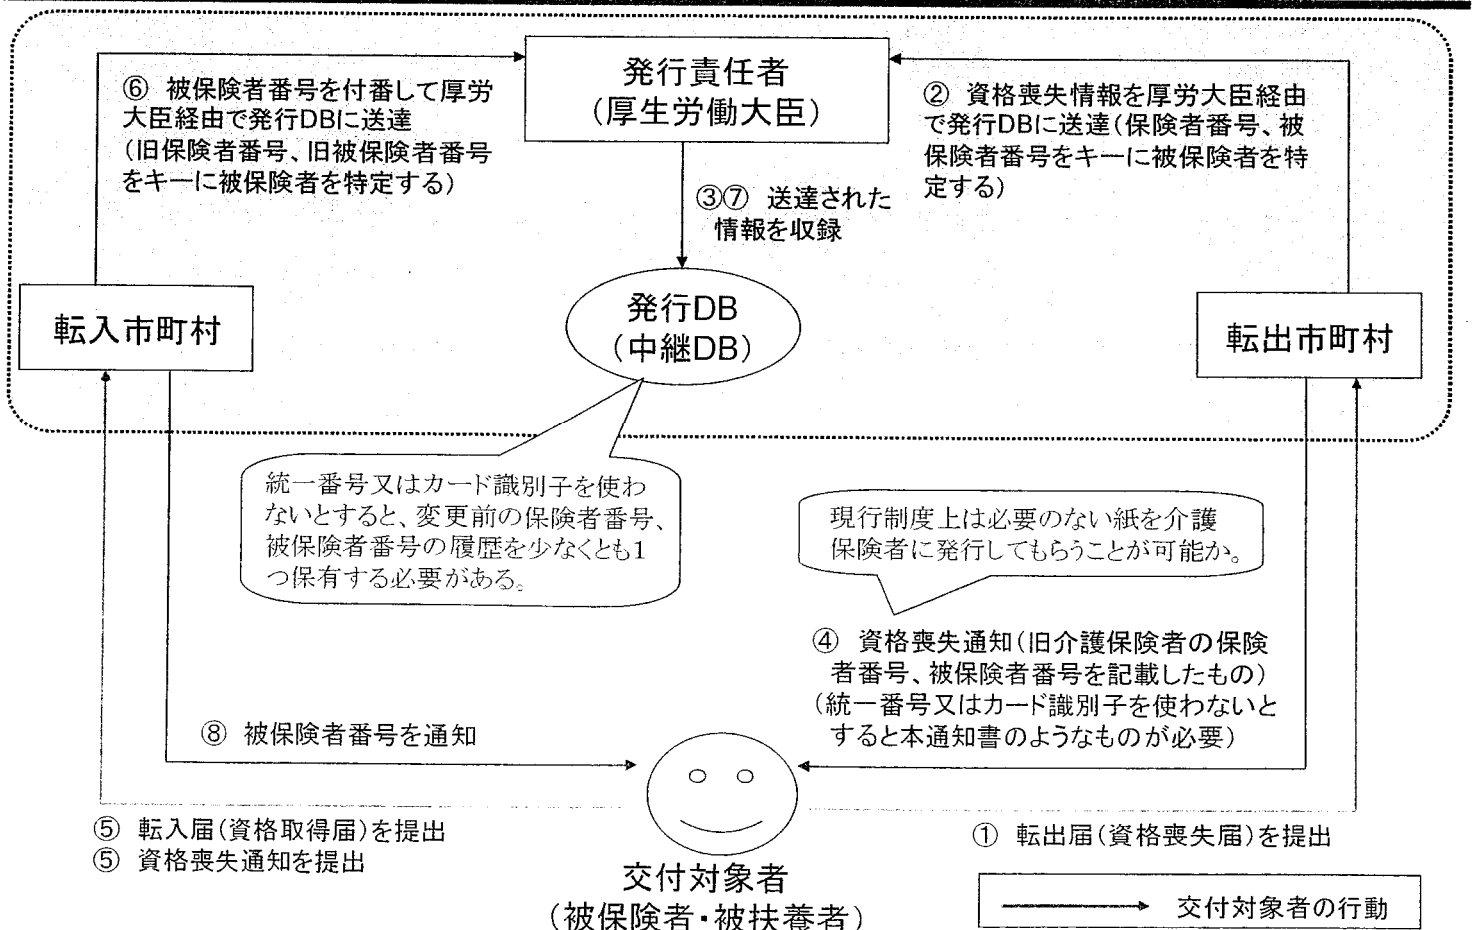 発行責任者
(厚生労働大臣)
⑥ 被保険者番号を付番して厚労
大臣経由で発行DBに送達
(旧保険者番号、旧被保険者番号
をキーに被保険者を特定する)
② 資格喪失情報を厚労大臣経由
で発行DBに送達(保険者番号、被
保険者番号をキーに被保険者を特
定する)
③⑦ 送達された
情報を収録
転入市町村
発行DB
(中継DB)
転出市町村
統一番号又はカード識別子を使わ
ないとすると、変更前の保険者番号、
被保険者番号の履歴を少なくとも1
つ保有する必要がある。
現行制度上は必要のない紙を介護
保険者に発行してもらうことが可能か。
④ 資格喪失通知(旧介護保険者の保険
者番号、被保険者番号を記載したもの)
(統一番号又はカード識別子を使わないと
すると本通知書のようなものが必要)
⑧ 被保険者番号を通知
⑤ 転入届(資格取得届)を提出
⑤ 資格喪失通知を提出
① 転出届(資格喪失届)を提出
交付対象者
(被保険者・被扶養者)
交付対象者の行動